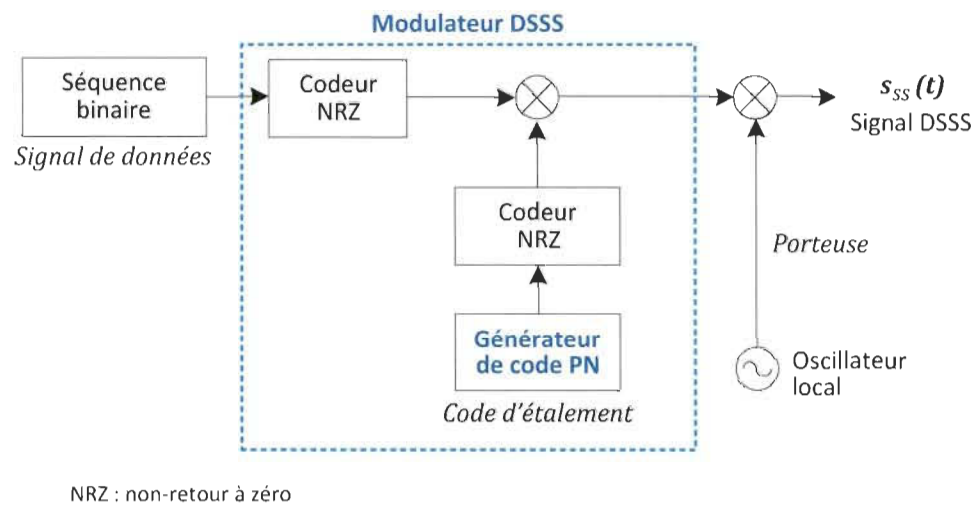 Modulateur DSSS
Séquence
binaire
Signal de données
Codeur
NRZ
s_SS (t)
Signal DSSS
Codeur
NRZ
Porteuse
Générateur
de code PN
Code d'étalement
Oscillateur
local
NRZ : non-retour à zéro